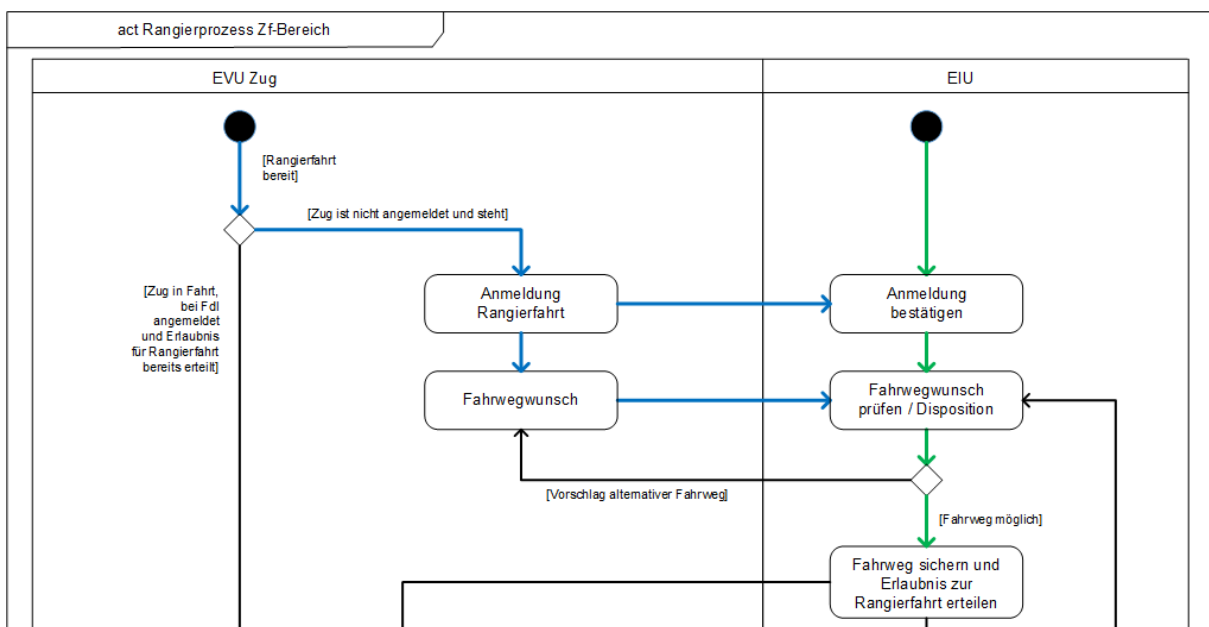 act Rangierprozess Zf-Bereich
EVU Zug
EIU
[Rangierfahrt
bereit]
[Zug ist nicht angemeldet und steht]
[Zug in Fahrt,
bei Fdl
angemeldet
und Erlaubnis
für Rangierfahrt
bereits erteilt]
Anmeldung
Rangierfahrt
Anmeldung
bestätigen
Fahrwegwunsch
Fahrwegwunsch
prüfen / Disposition
[Vorschlag alternativer Fahrweg]
[Fahrweg möglich]
Fahrweg sichern und
Erlaubnis zur
Rangierfahrt erteilen